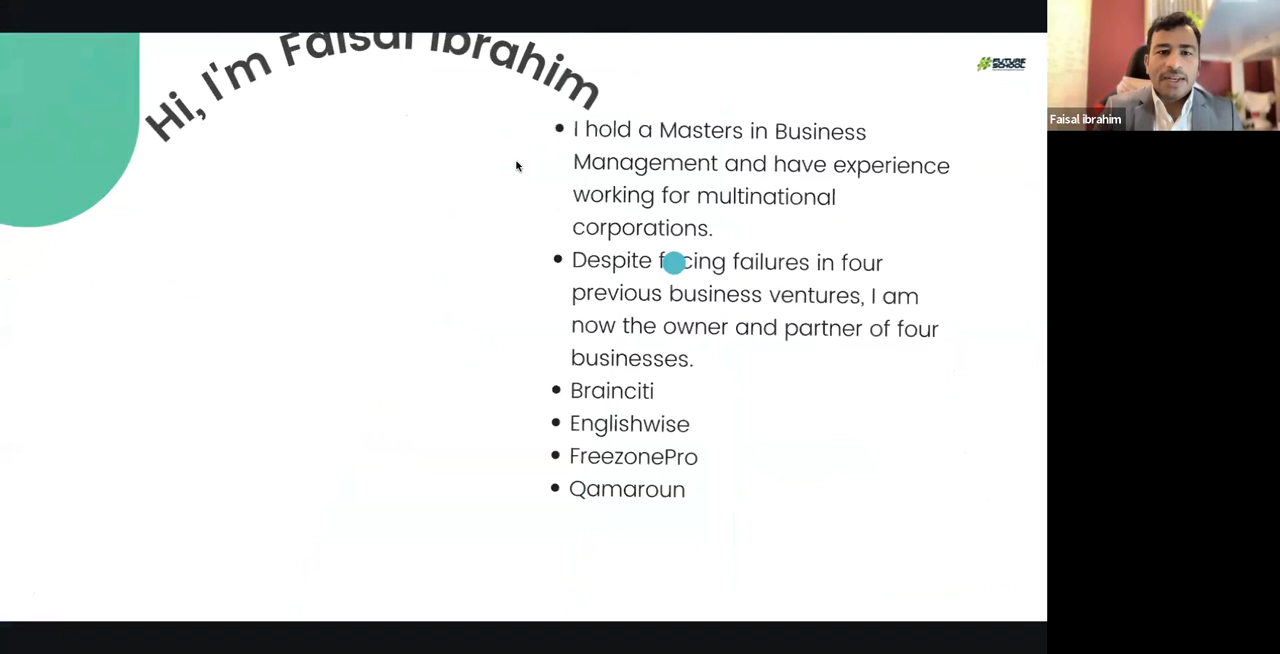 Hi, I'm Faisal Ibrahim
FUTURE
SCHOOL
• I hold a Masters in Business
Management and have experience
working for multinational
corporations.
• Despite facing failures in four
previous business ventures, I am
now the owner and partner of four
businesses.
• Brainciti
• Englishwise
• FreezonePro
• Qamaroun
Faisal ibrahim